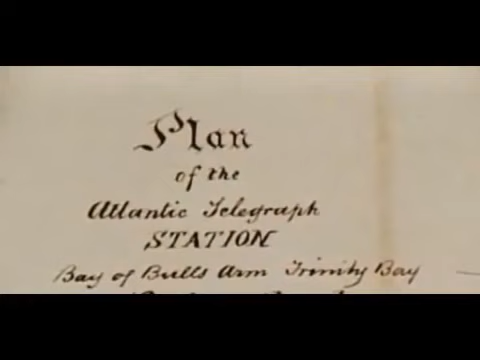 Plan
of the
Atlantic Telegraph
STATION
Bay of Bulls Arm Trinity Bay